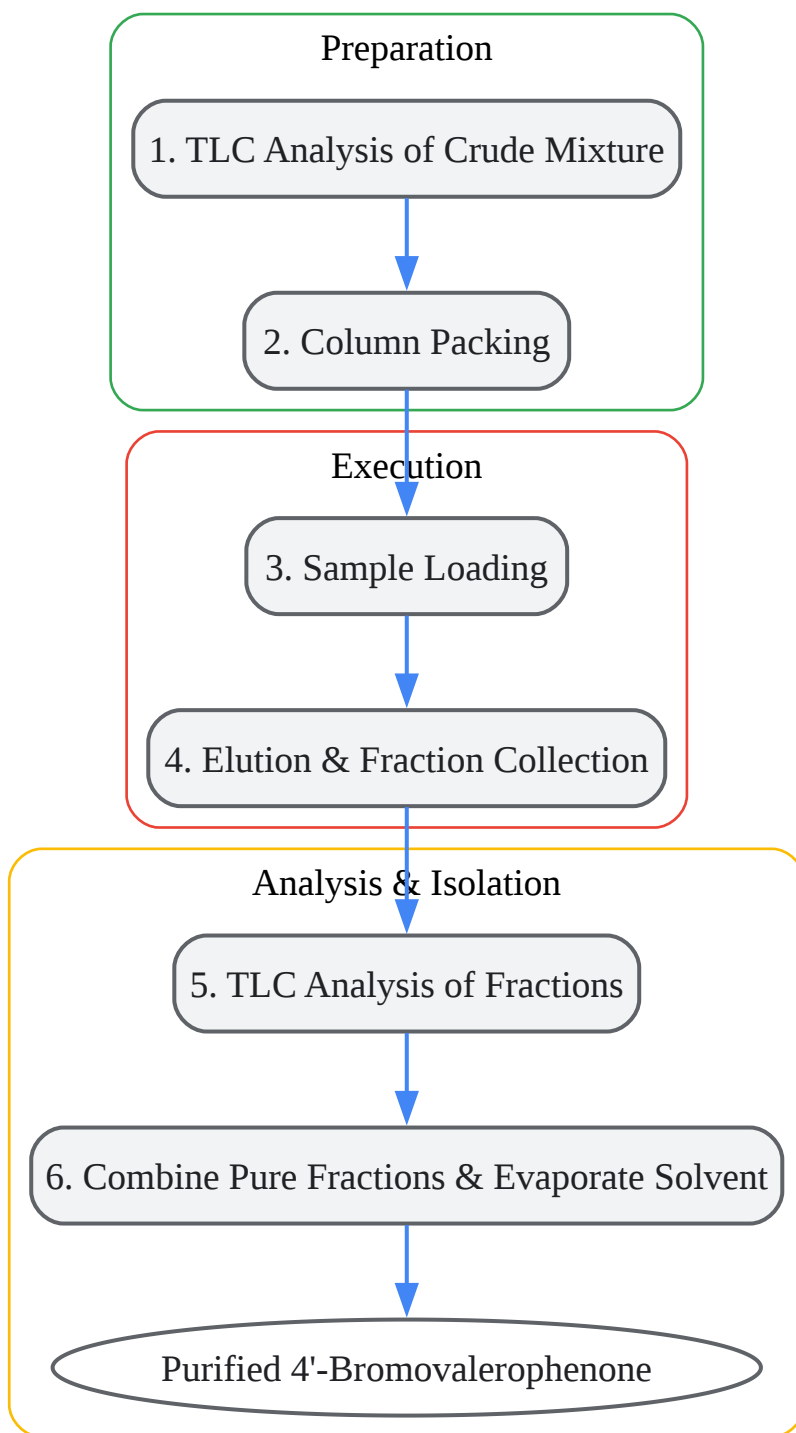 Preparation
1. TLC Analysis of Crude Mixture
2. Column Packing
Execution
3. Sample Loading
4. Elution & Fraction Collection
Analysis & Isolation
5. TLC Analysis of Fractions
6. Combine Pure Fractions & Evaporate Solvent
Purified 4'-Bromovalerophenone